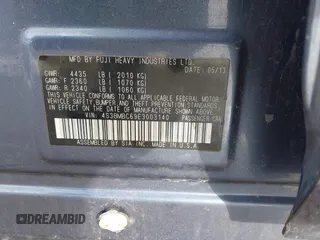 MFD BY FUJI HEAVY INDUSTRIES LTD.
GVWR 4435 LB ( 2010 KG) DATE 05/13
GAWR: F 2360 LB ( 1070 KG)
GAWR: R 2340 LB ( 1060 KG)
THIS VEHICLE CONFORMS TO ALL APPLICABLE FEDERAL MOTOR
VEHICLE SAFETY, BUMPER AND THEFT PREVENTION STANDARDS
IN EFFECT ON THE DATE OF MANUFACTURE SHOWN ABOVE
VIN: 4S3BMBC69E3003140 PASSENGER CAR
ASSEMBLED BY SIA, INC. MADE IN U.S.A.
DREAMBID